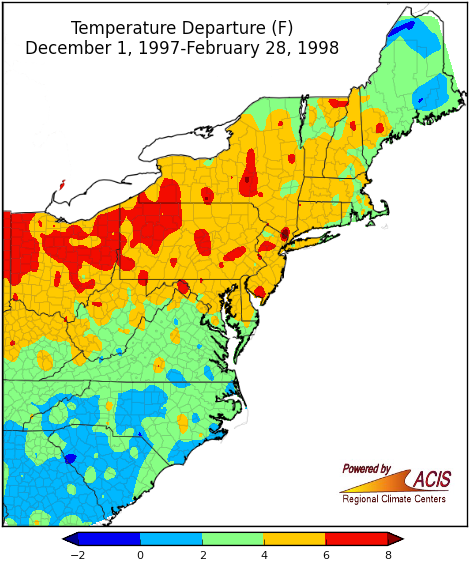 Temperature Departure (F)
December 1, 1997-February 28, 1998
Powered by
ACIS
Regional Climate Centers
−2 0 2 4 6 8